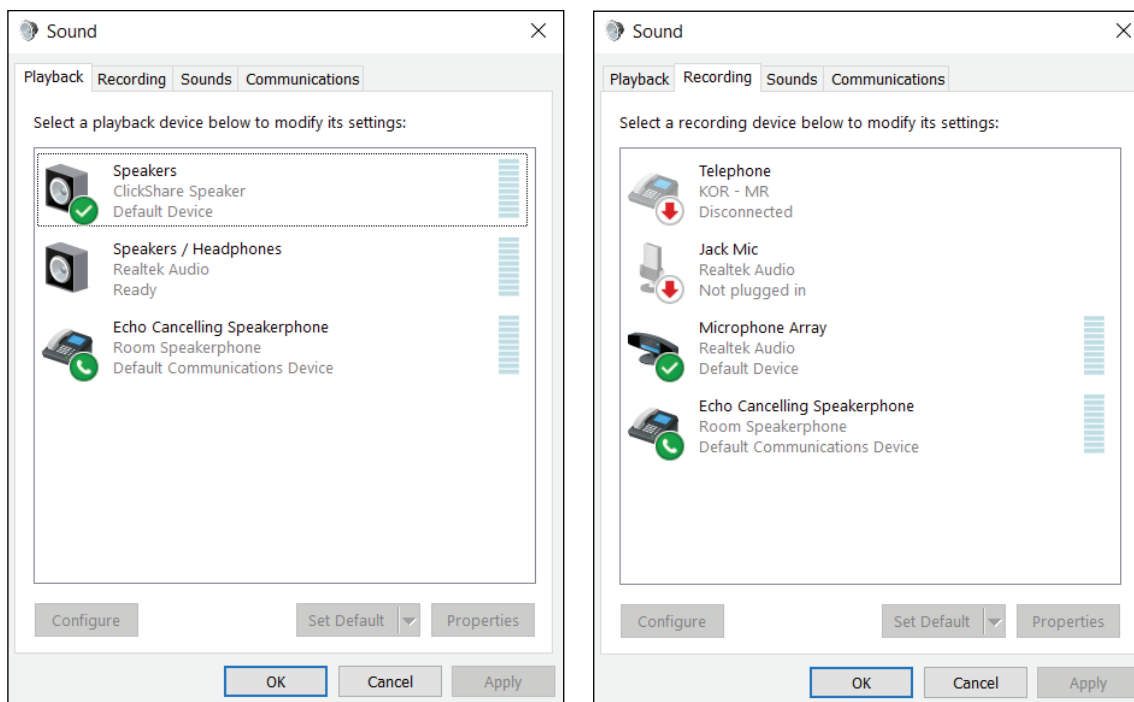 Sound
Playback Recording Sounds Communications
Select a playback device below to modify its settings:
Speakers
ClickShare Speaker
Default Device
Speakers / Headphones
Realtek Audio
Ready
Echo Cancelling Speakerphone
Room Speakerphone
Default Communications Device
Configure Set Default Properties
OK Cancel Apply
Sound
Playback Recording Sounds Communications
Select a recording device below to modify its settings:
Telephone
KOR - MR
Disconnected
Jack Mic
Realtek Audio
Not plugged in
Microphone Array
Realtek Audio
Default Device
Echo Cancelling Speakerphone
Room Speakerphone
Default Communications Device
Configure Set Default Properties
OK Cancel Apply